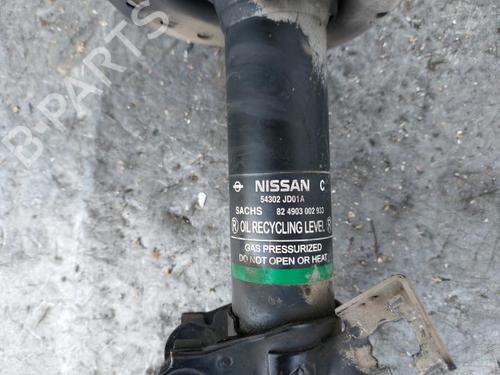 B-PARTS
NISSAN C
54302 JD01A
SACHS 82 4903 002 933
R OIL RECYCLING LEVEL R
GAS PRESSURIZED
DO NOT OPEN OR HEAT